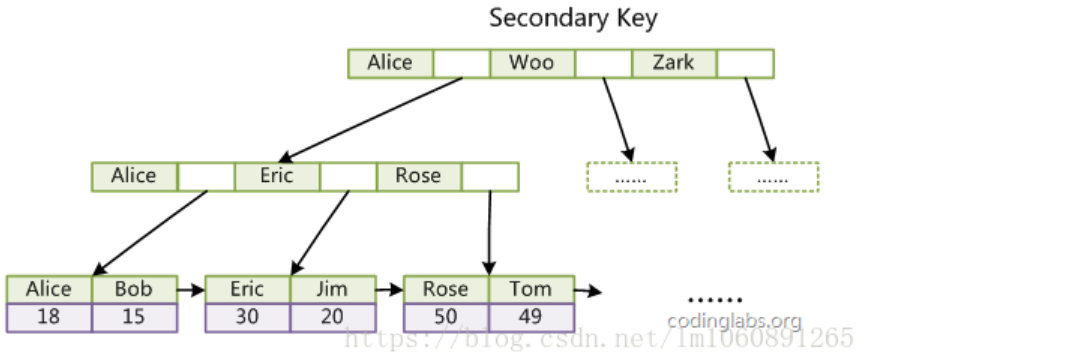 Secondary Key
Alice Woo Zark
Alice Eric Rose ...... ......
Alice Bob Eric Jim Rose Tom
18 15 30 20 50 49
......
codinglabs.org
https://blog.csdn.net/lm1060891265